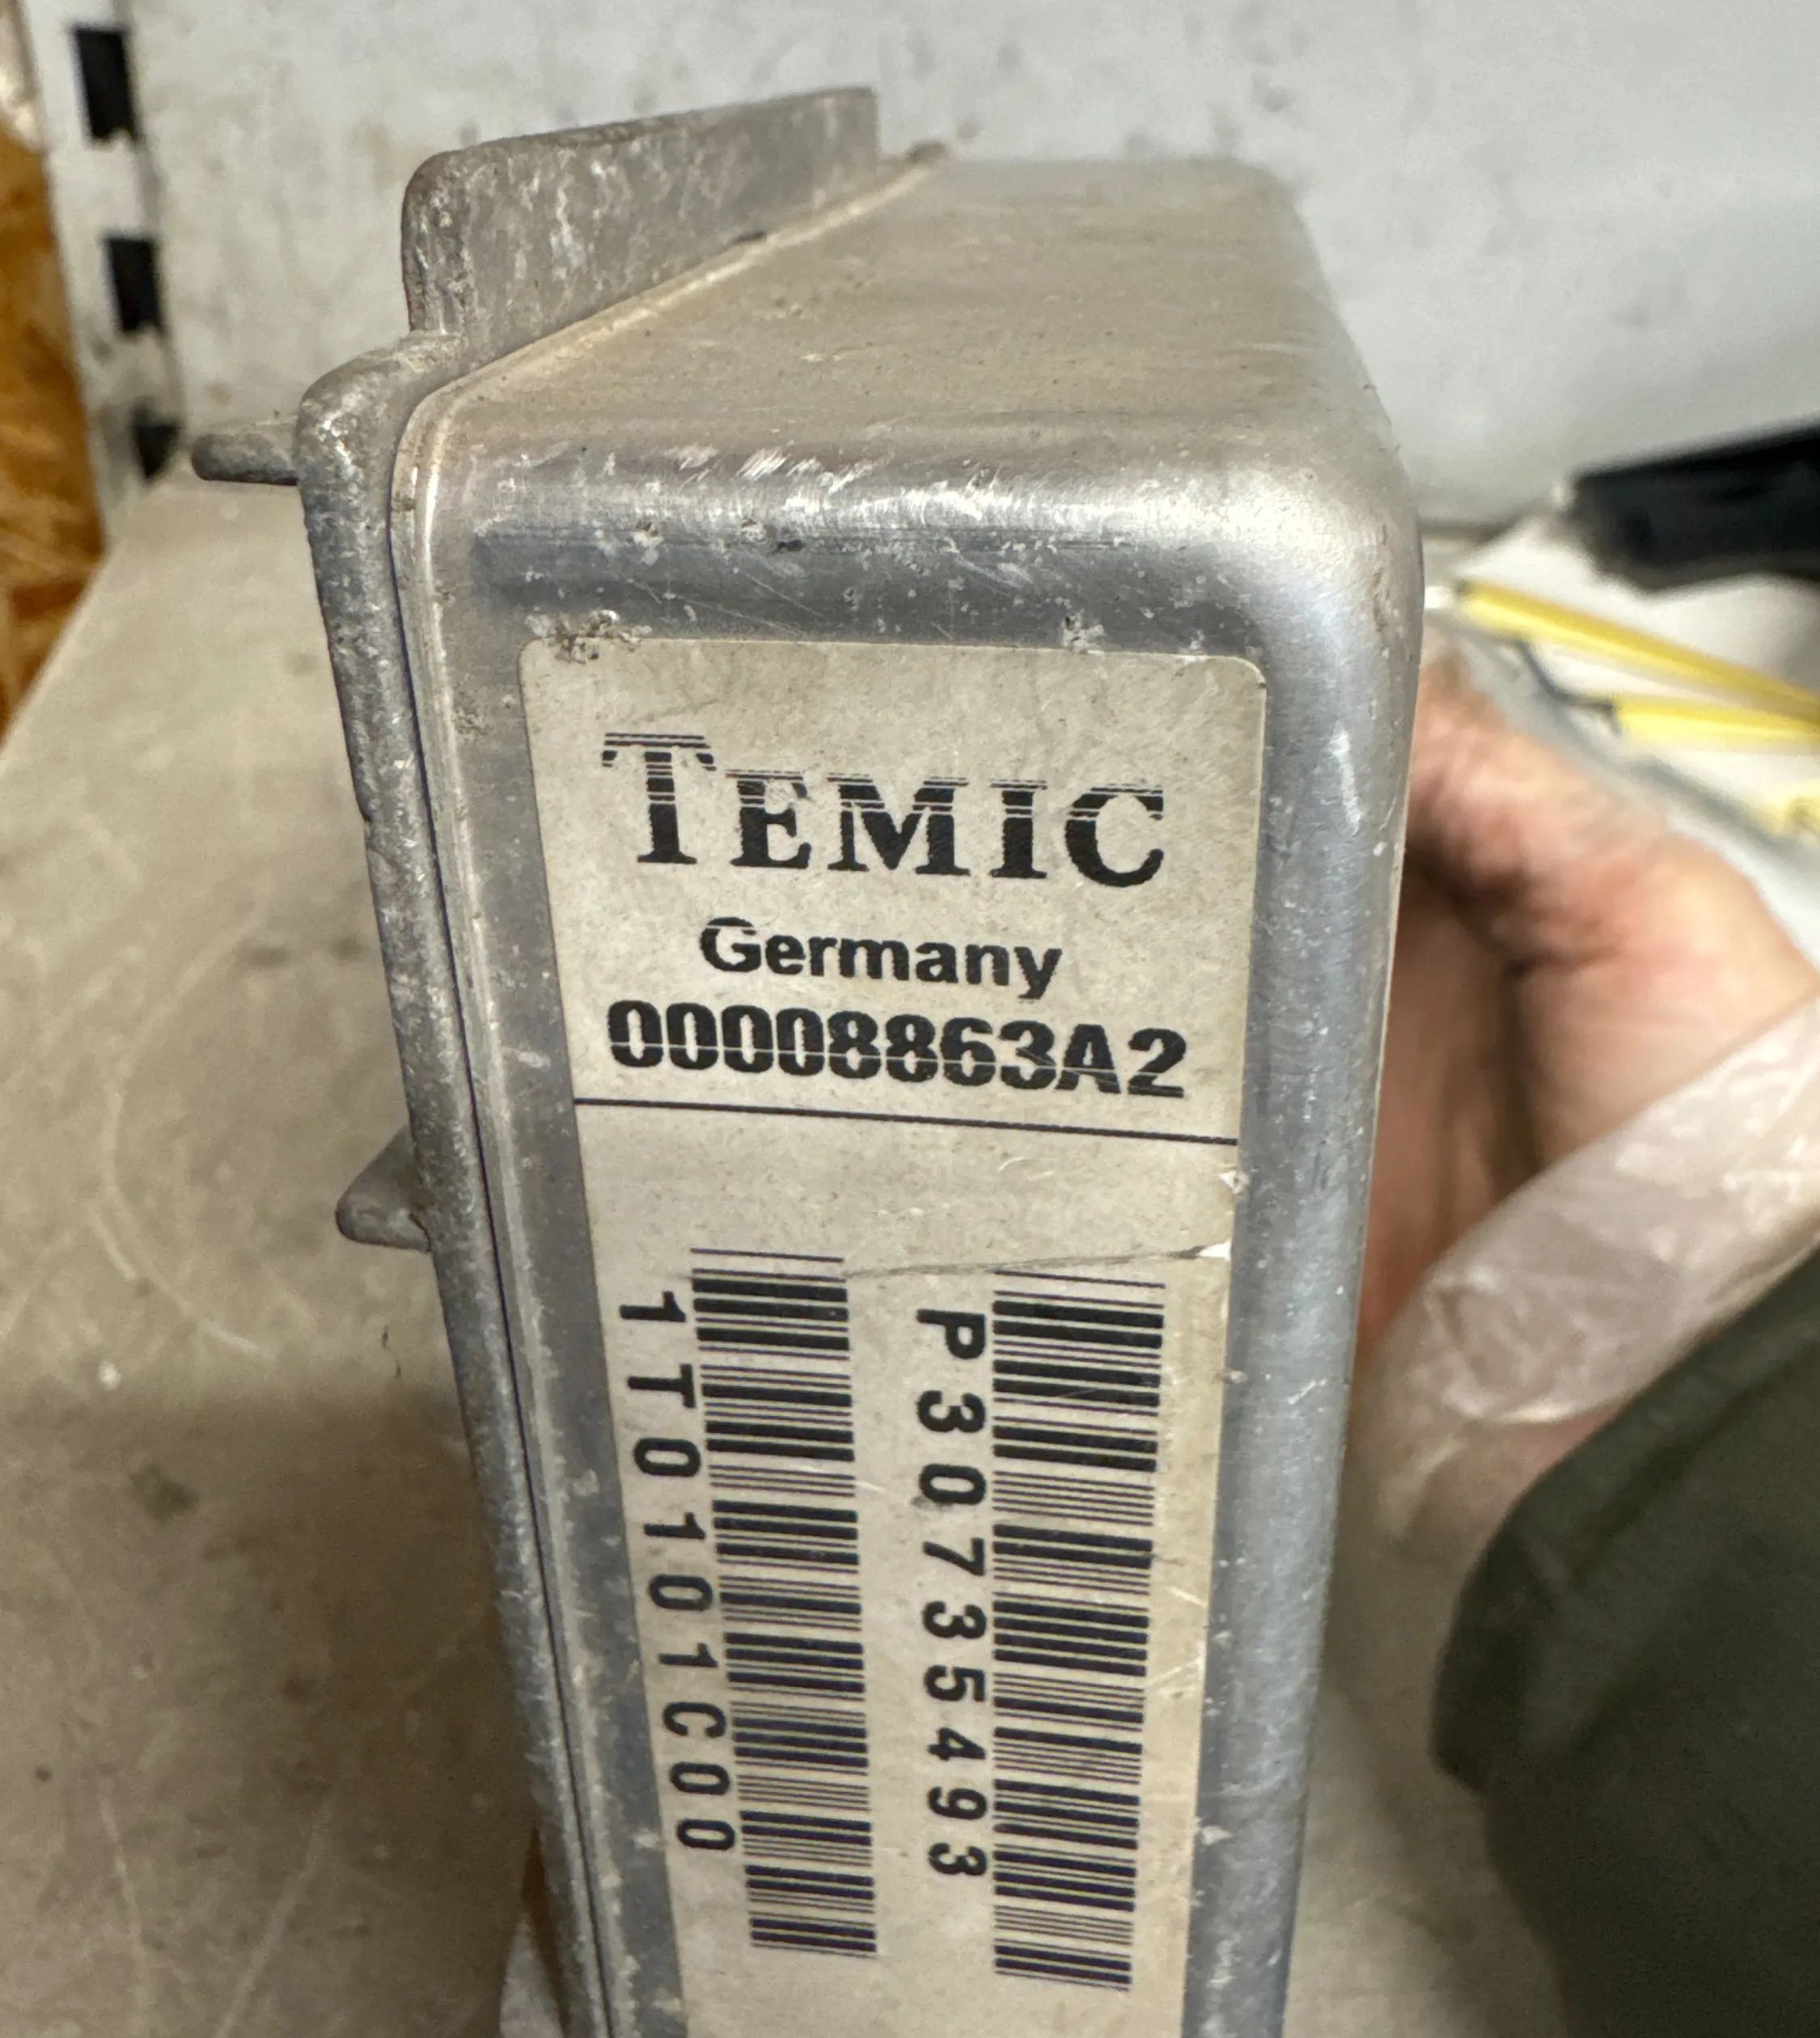 TEMIC
Germany
00008863A2
P30735493
1T0101C00